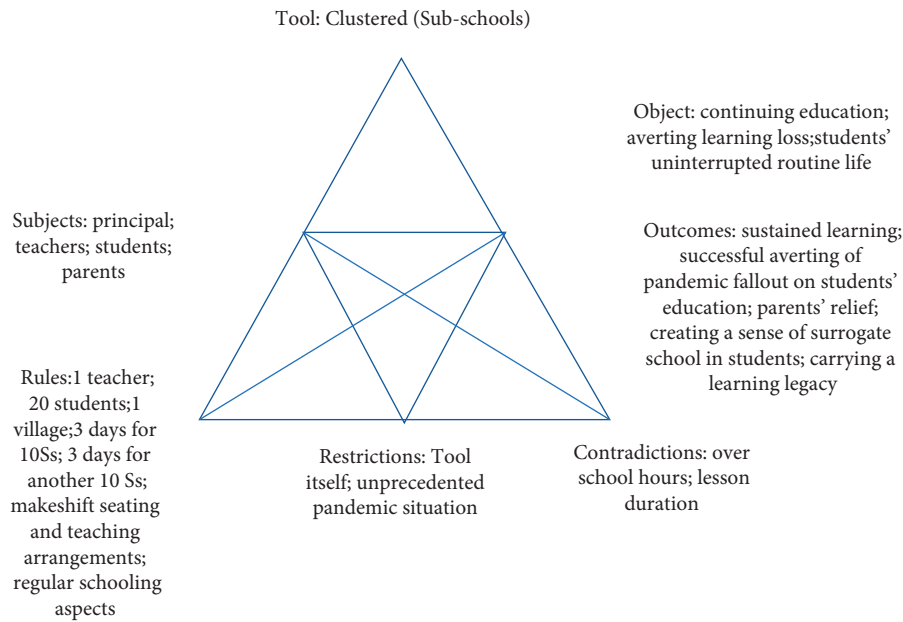 Tool: Clustered (Sub-schools)
Object: continuing education;
averting learning loss;students’
uninterrupted routine life
Subjects: principal;
teachers; students;
parents
Outcomes: sustained learning;
successful averting of
pandemic fallout on students’
education; parents’ relief;
creating a sense of surrogate
school in students; carrying a
learning legacy
Rules:1 teacher;
20 students;1
village;3 days for
10Ss; 3 days for
another 10 Ss;
makeshift seating
and teaching
arrangements;
regular schooling
aspects
Restrictions: Tool
itself; unprecedented
pandemic situation
Contradictions: over
school hours; lesson
duration